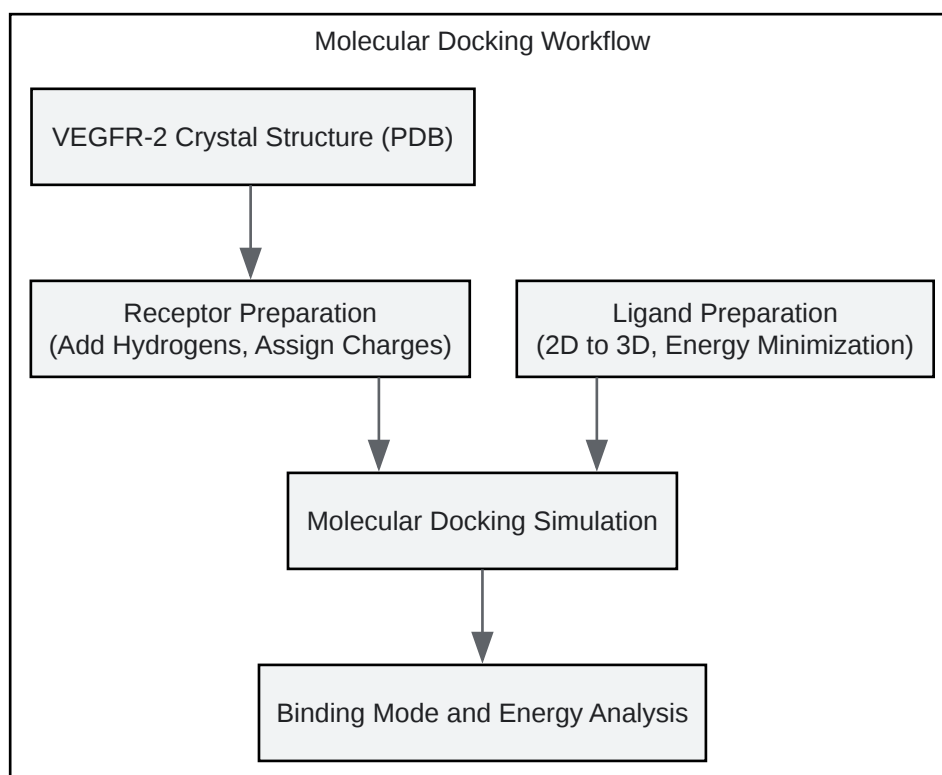 Molecular Docking Workflow
VEGFR-2 Crystal Structure (PDB)
Receptor Preparation
(Add Hydrogens, Assign Charges)
Ligand Preparation
(2D to 3D, Energy Minimization)
Molecular Docking Simulation
Binding Mode and Energy Analysis